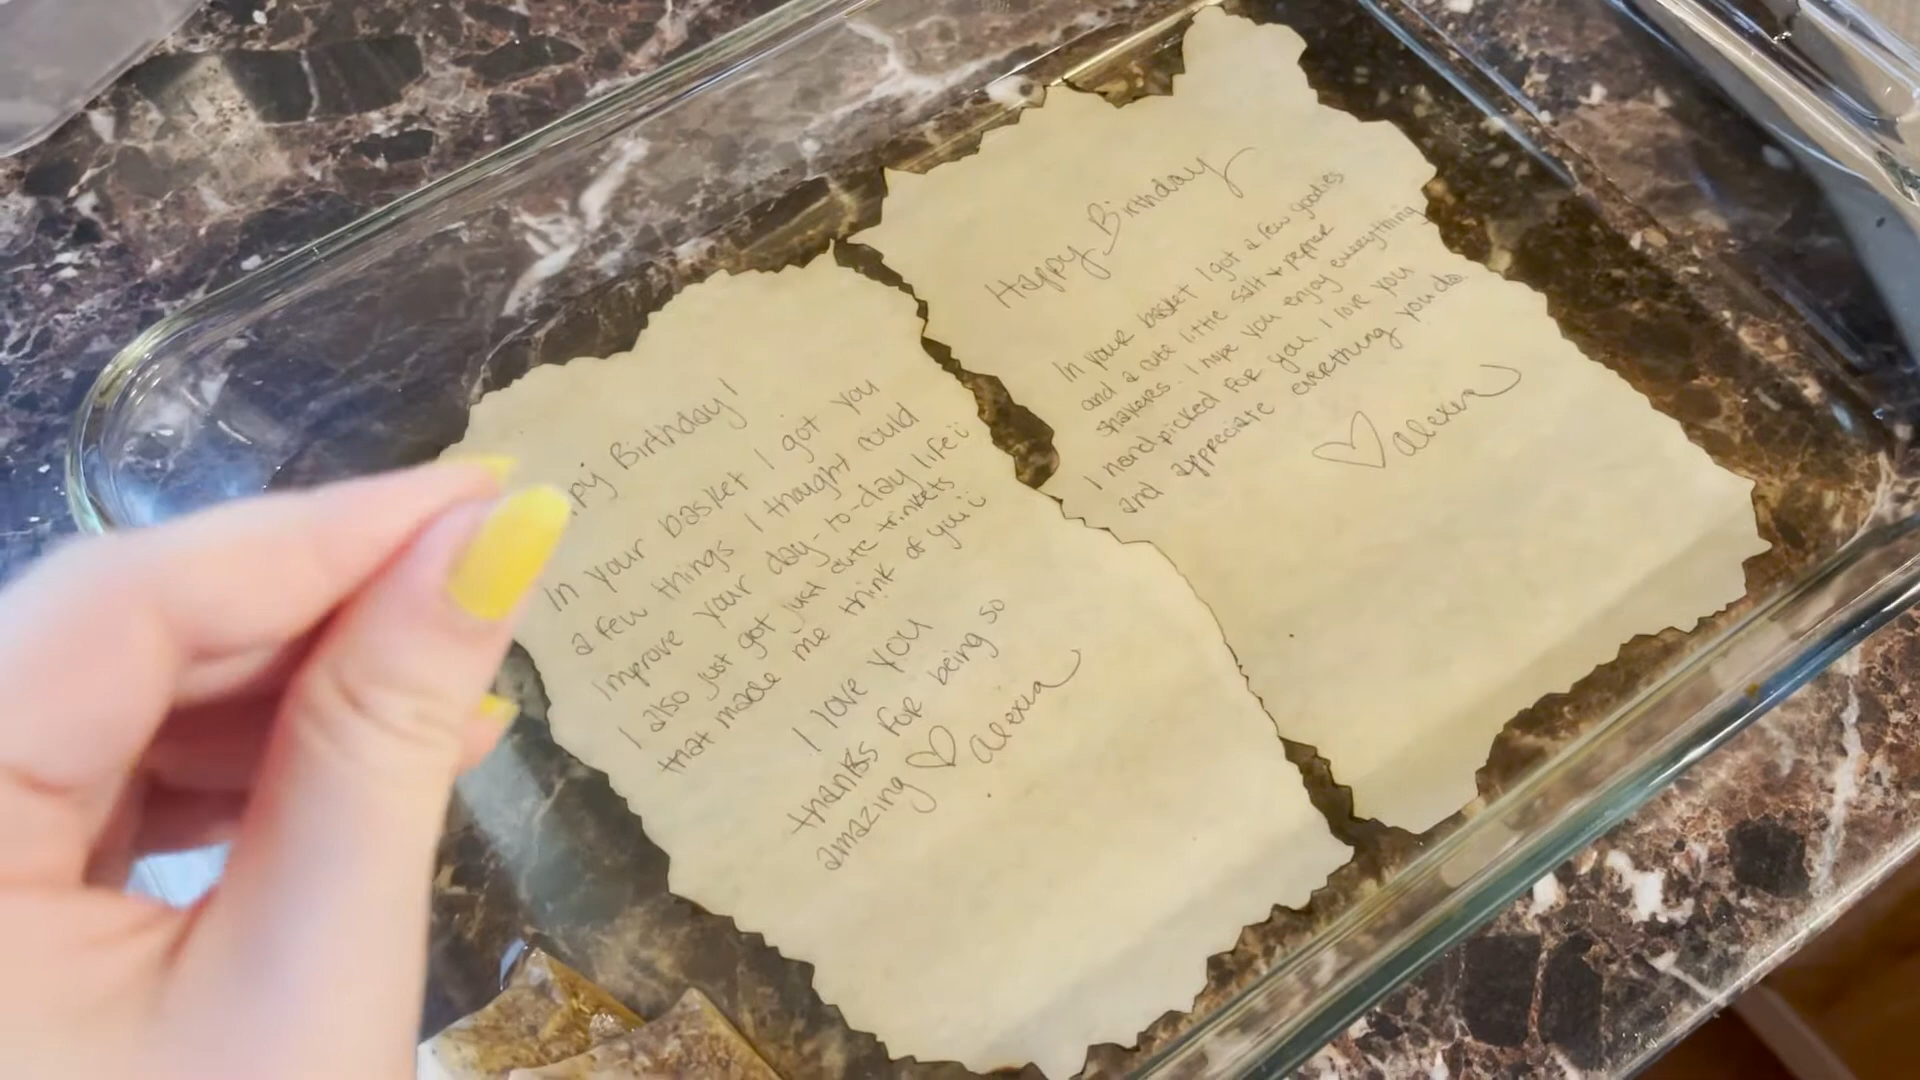 ppy Birthday!
In your basket I got you
a few things I thought could
improve your day-to-day life ü
I also just got just cute trinkets
that made me think of you ü
I love you
thanks for being so
amazing ♡ Alexia
Happy Birthday
In your basket I got a few goodies
and a cute little salt + pepper
shakers. I hope you enjoy everything
I hand picked for you. I love you
and appreciate everything you do.
♡ Alexia